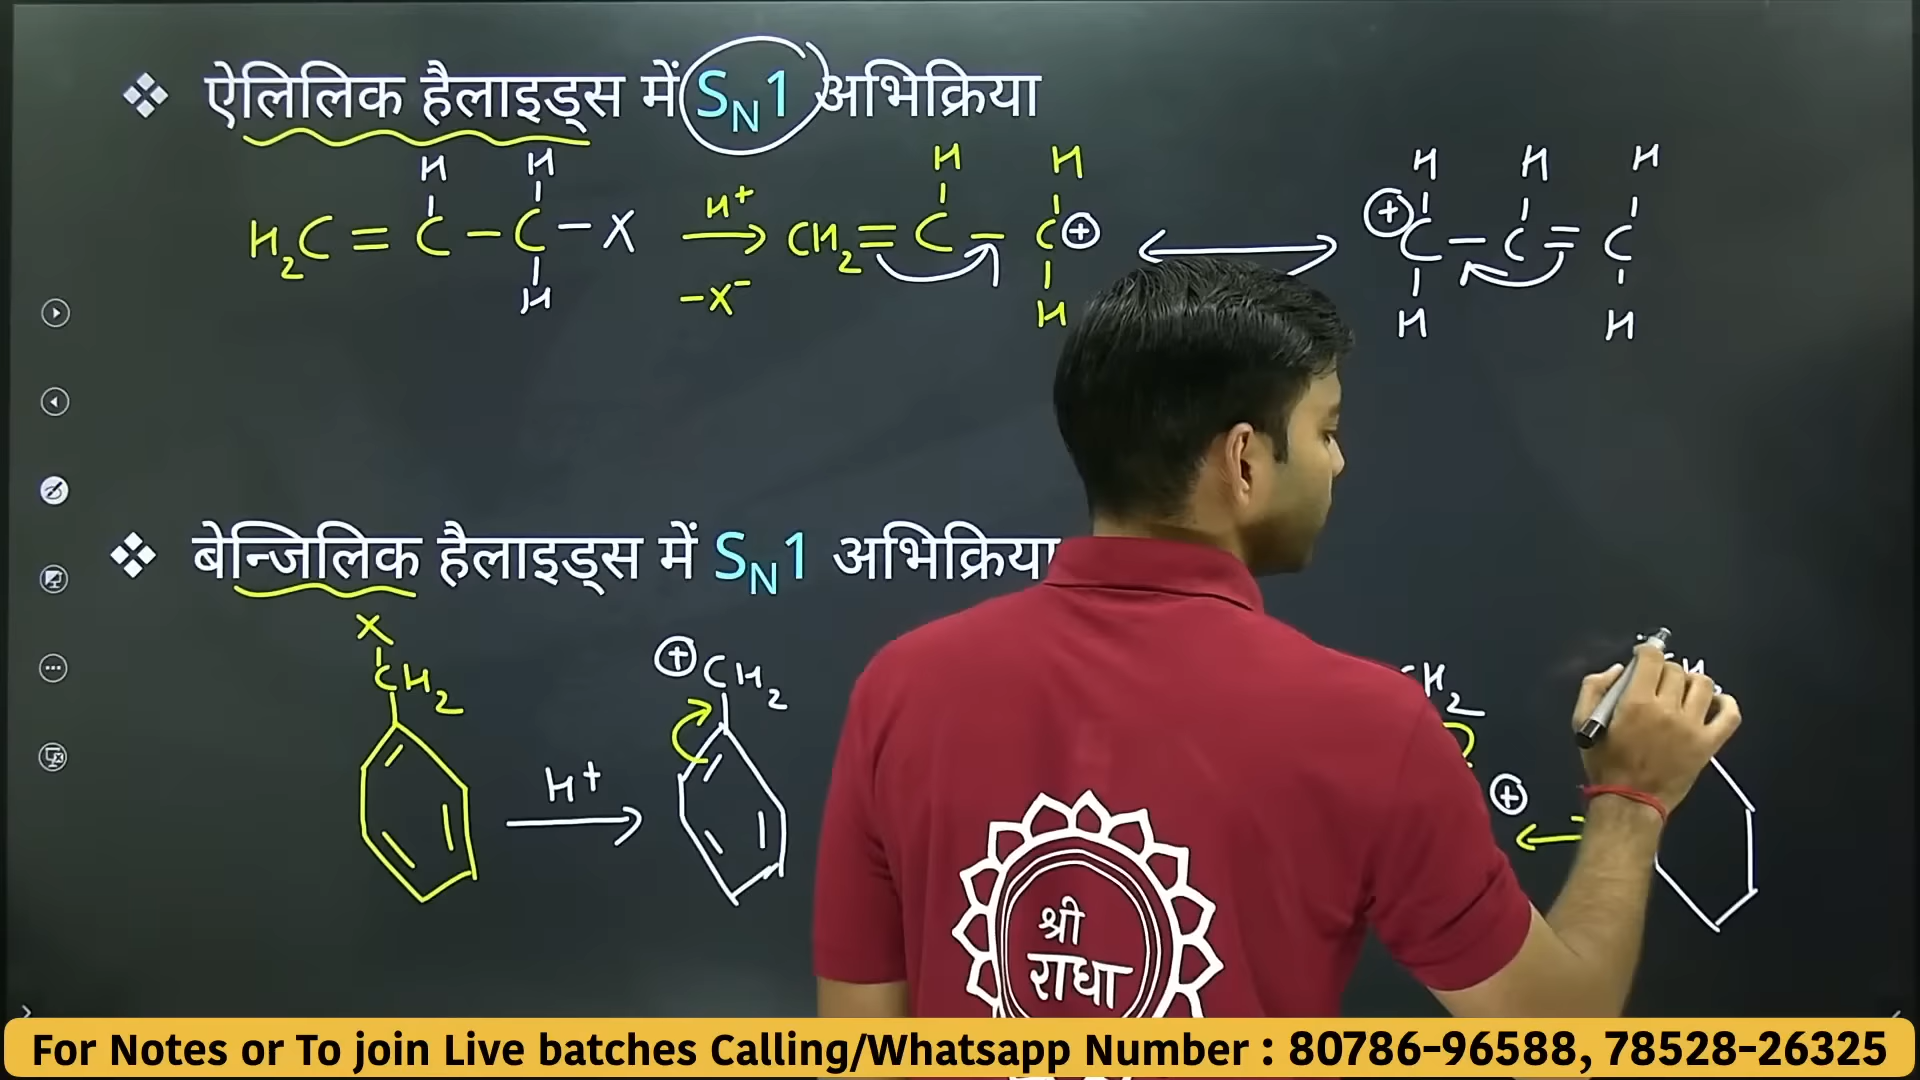 ❖ ऐलिलिक हैलाइड्स में SN1 अभिक्रिया
H H
H2C = C – C – X
H
H+
–X⁻
H H
CH2 = C – C⊕
H
H H H
⊕C – C = C
H H
❖ बेन्जिलिक हैलाइड्स में SN1 अभिक्रिया
X
CH2
H+
⊕CH2
CH2
⊕
श्री
राधा
For Notes or To join Live batches Calling/Whatsapp Number : 80786-96588, 78528-26325